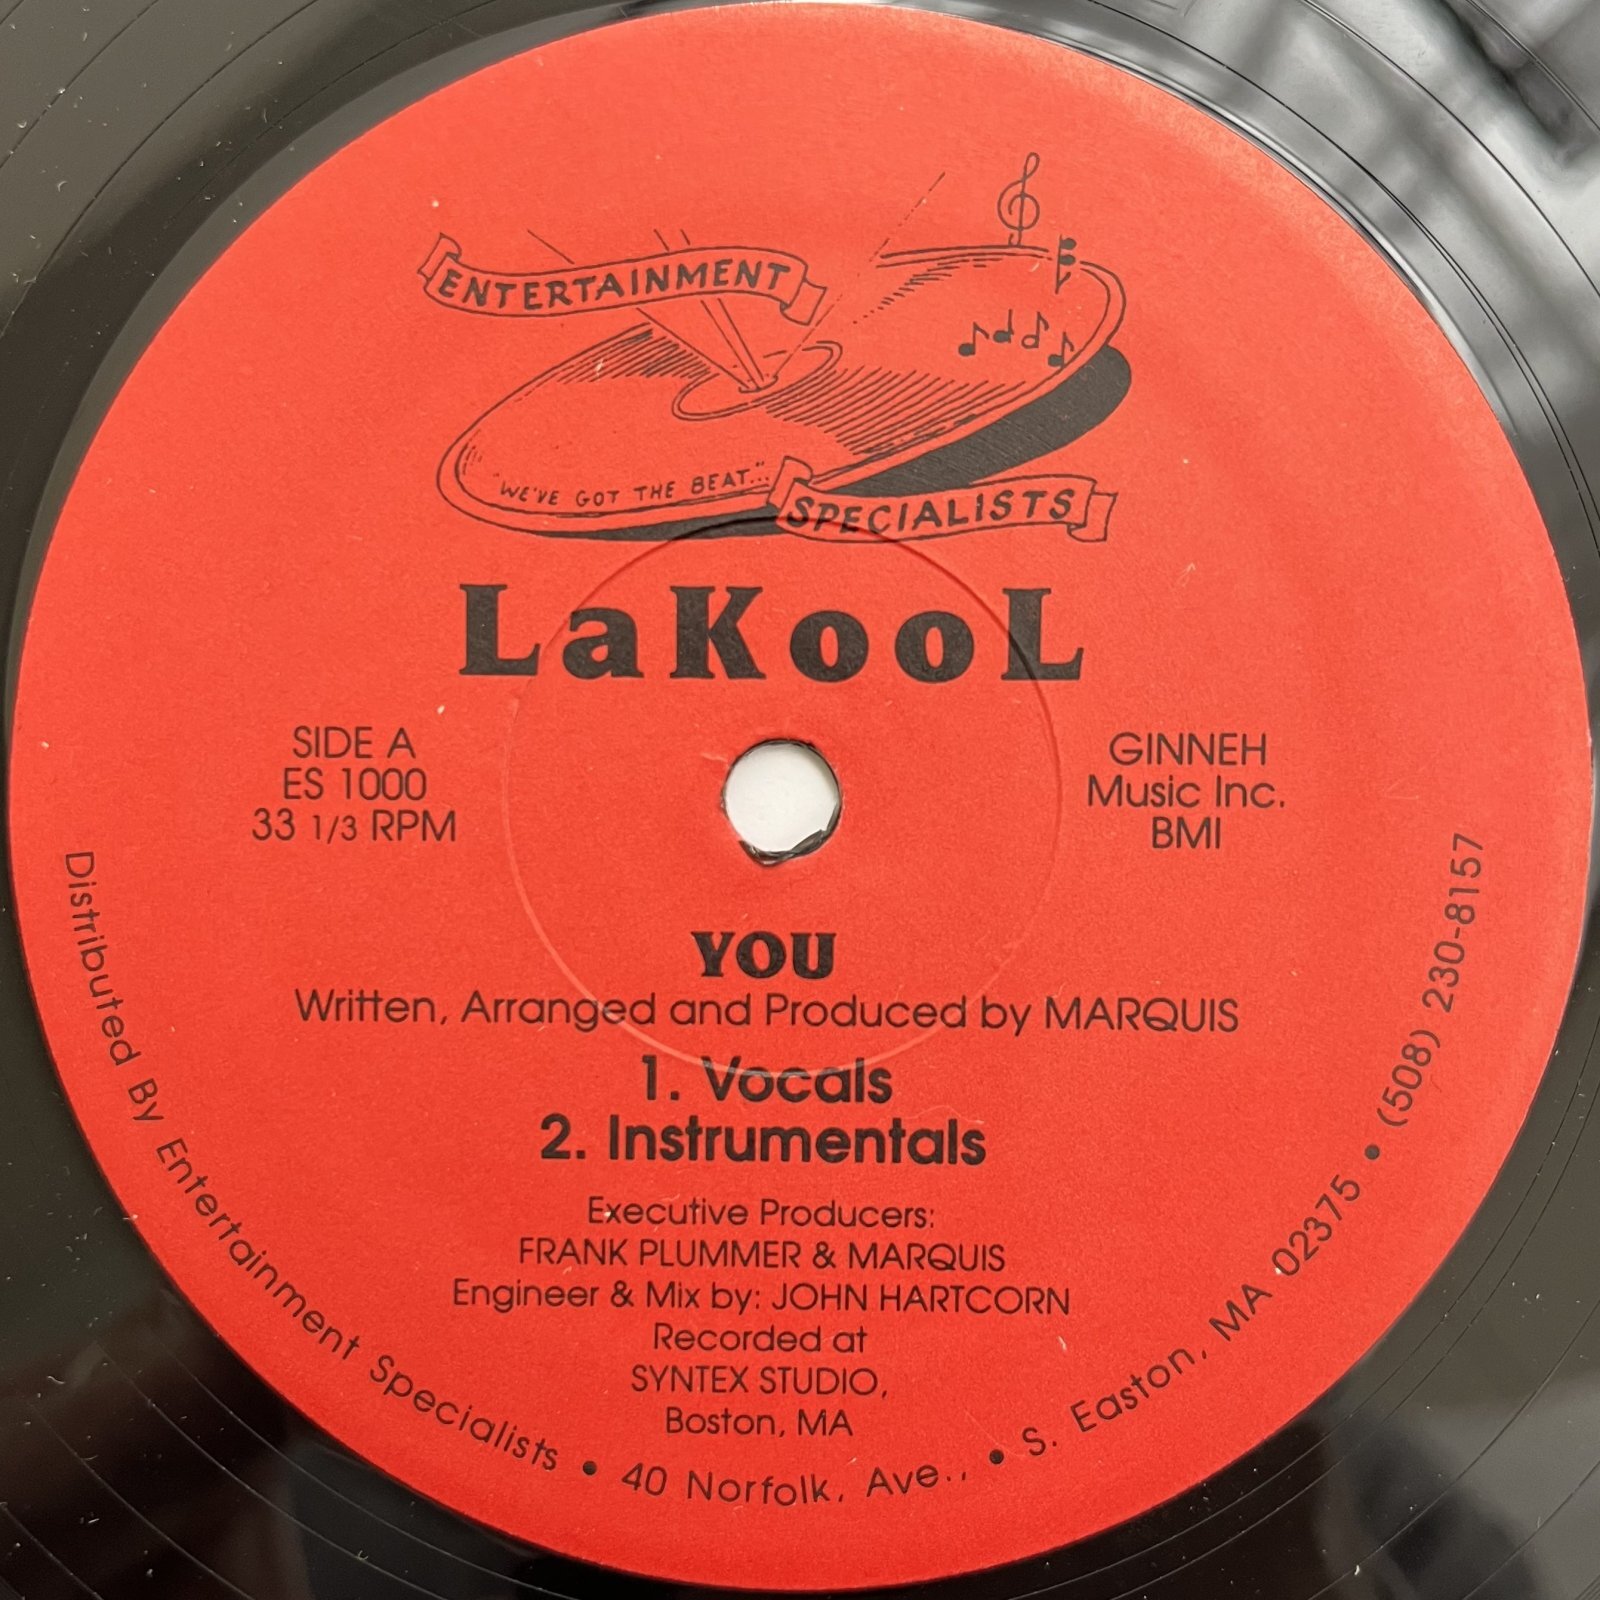 ENTERTAINMENT
"WE'VE GOT THE BEAT..."
SPECIALISTS
LaKooL
SIDE A
ES 1000
33 1/3 RPM
GINNEH
Music Inc.
BMI
YOU
Written, Arranged and Produced by MARQUIS
1. Vocals
2. Instrumentals
Executive Producers:
FRANK PLUMMER & MARQUIS
Engineer & Mix by: JOHN HARTCORN
Recorded at
SYNTEX STUDIO,
Boston, MA
Distributed By Entertainment Specialists • 40 Norfolk, Ave., • S. Easton, MA 02375 • (508) 230-8157